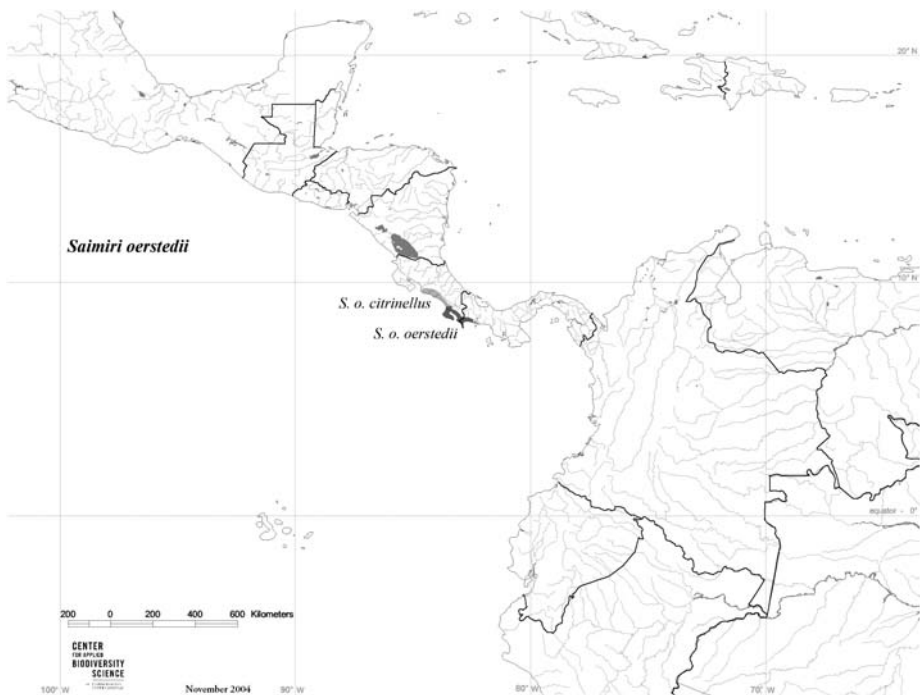 20° N
Saimiri oerstedii
10° N
S. o. citrinellus
S. o. oerstedii
equator - 0°
200 0 200 400 600 Kilometers
CENTER
FOR APPLIED
BIODIVERSITY
SCIENCE
100° W 90° W 80° W 70° W
November 2004